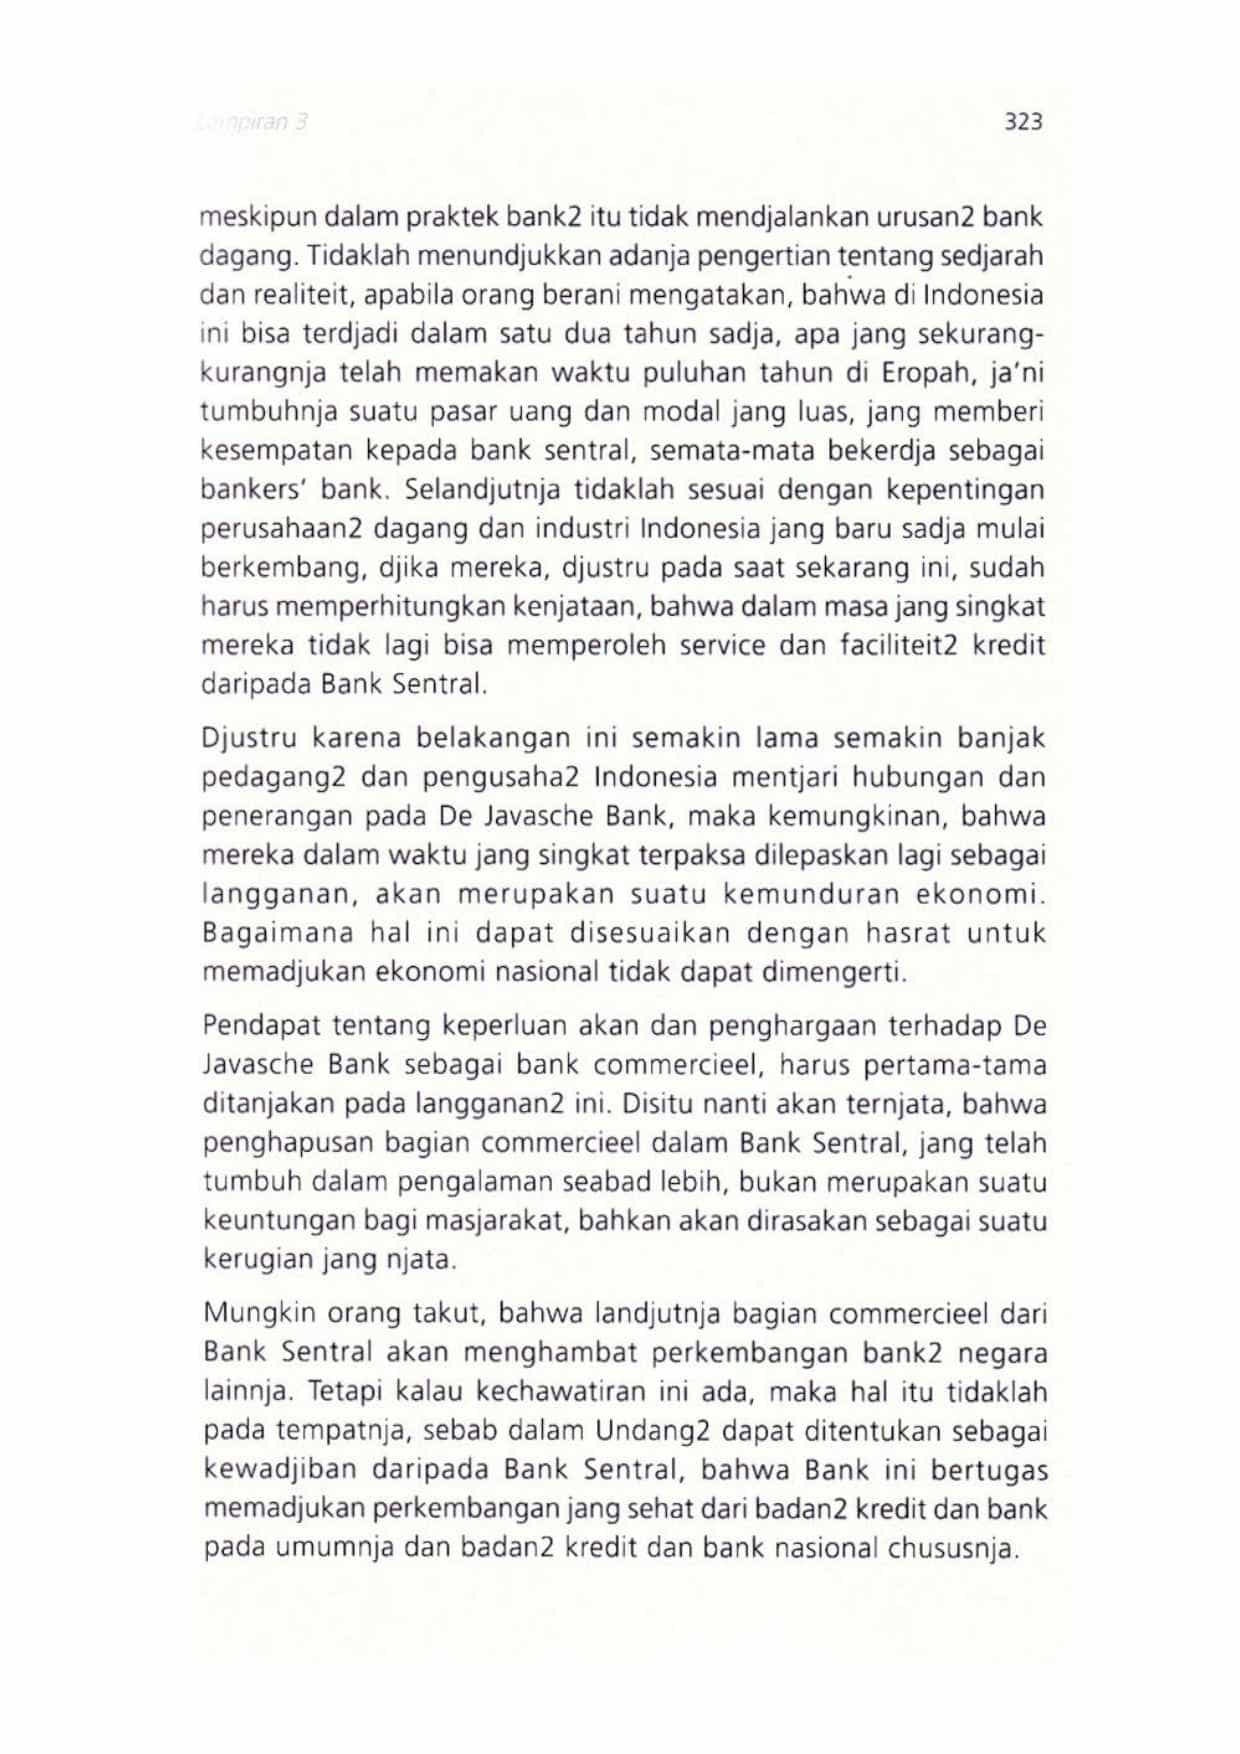 Lampiran 3
323
meskipun dalam praktek bank2 itu tidak mendjalankan urusan2 bank
dagang. Tidaklah menundjukkan adanja pengertian tentang sedjarah
dan realiteit, apabila orang berani mengatakan, bahwa di Indonesia
ini bisa terdjadi dalam satu dua tahun sadja, apa jang sekurang-
kurangnja telah memakan waktu puluhan tahun di Eropah, ja'ni
tumbuhnja suatu pasar uang dan modal jang luas, jang memberi
kesempatan kepada bank sentral, semata-mata bekerdja sebagai
bankers' bank. Selandjutnja tidaklah sesuai dengan kepentingan
perusahaan2 dagang dan industri Indonesia jang baru sadja mulai
berkembang, djika mereka, djustru pada saat sekarang ini, sudah
harus memperhitungkan kenjataan, bahwa dalam masa jang singkat
mereka tidak lagi bisa memperoleh service dan faciliteit2 kredit
daripada Bank Sentral.
Djustru karena belakangan ini semakin lama semakin banjak
pedagang2 dan pengusaha2 Indonesia mentjari hubungan dan
penerangan pada De Javasche Bank, maka kemungkinan, bahwa
mereka dalam waktu jang singkat terpaksa dilepaskan lagi sebagai
langganan, akan merupakan suatu kemunduran ekonomi.
Bagaimana hal ini dapat disesuaikan dengan hasrat untuk
memadjukan ekonomi nasional tidak dapat dimengerti.
Pendapat tentang keperluan akan dan penghargaan terhadap De
Javasche Bank sebagai bank commercieel, harus pertama-tama
ditanjakan pada langganan2 ini. Disitu nanti akan ternjata, bahwa
penghapusan bagian commercieel dalam Bank Sentral, jang telah
tumbuh dalam pengalaman seabad lebih, bukan merupakan suatu
keuntungan bagi masjarakat, bahkan akan dirasakan sebagai suatu
kerugian jang njata.
Mungkin orang takut, bahwa landjutnja bagian commercieel dari
Bank Sentral akan menghambat perkembangan bank2 negara
lainnja. Tetapi kalau kechawatiran ini ada, maka hal itu tidaklah
pada tempatnja, sebab dalam Undang2 dapat ditentukan sebagai
kewadjiban daripada Bank Sentral, bahwa Bank ini bertugas
memadjukan perkembangan jang sehat dari badan2 kredit dan bank
pada umumnja dan badan2 kredit dan bank nasional chususnja.